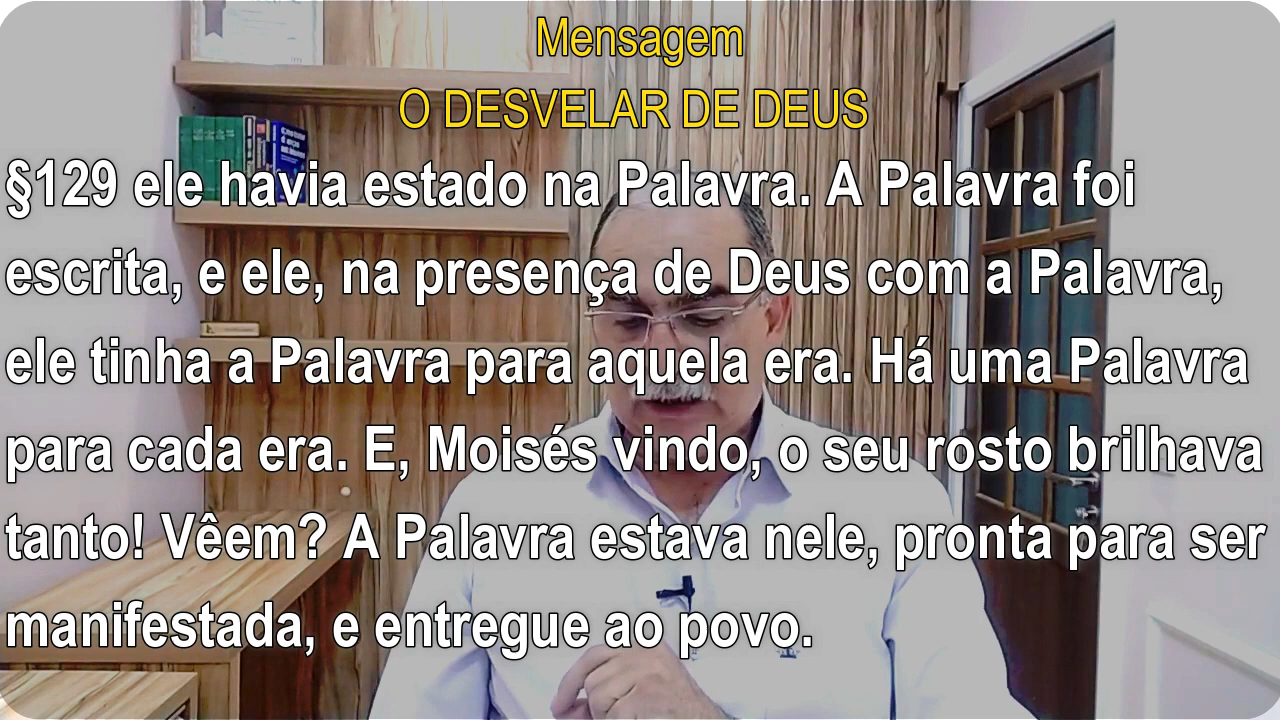 Mensagem
O DESVELAR DE DEUS
§129 ele havia estado na Palavra. A Palavra foi
escrita, e ele, na presença de Deus com a Palavra,
ele tinha a Palavra para aquela era. Há uma Palavra
para cada era. E, Moisés vindo, o seu rosto brilhava
tanto! Vêem? A Palavra estava nele, pronta para ser
manifestada, e entregue ao povo.